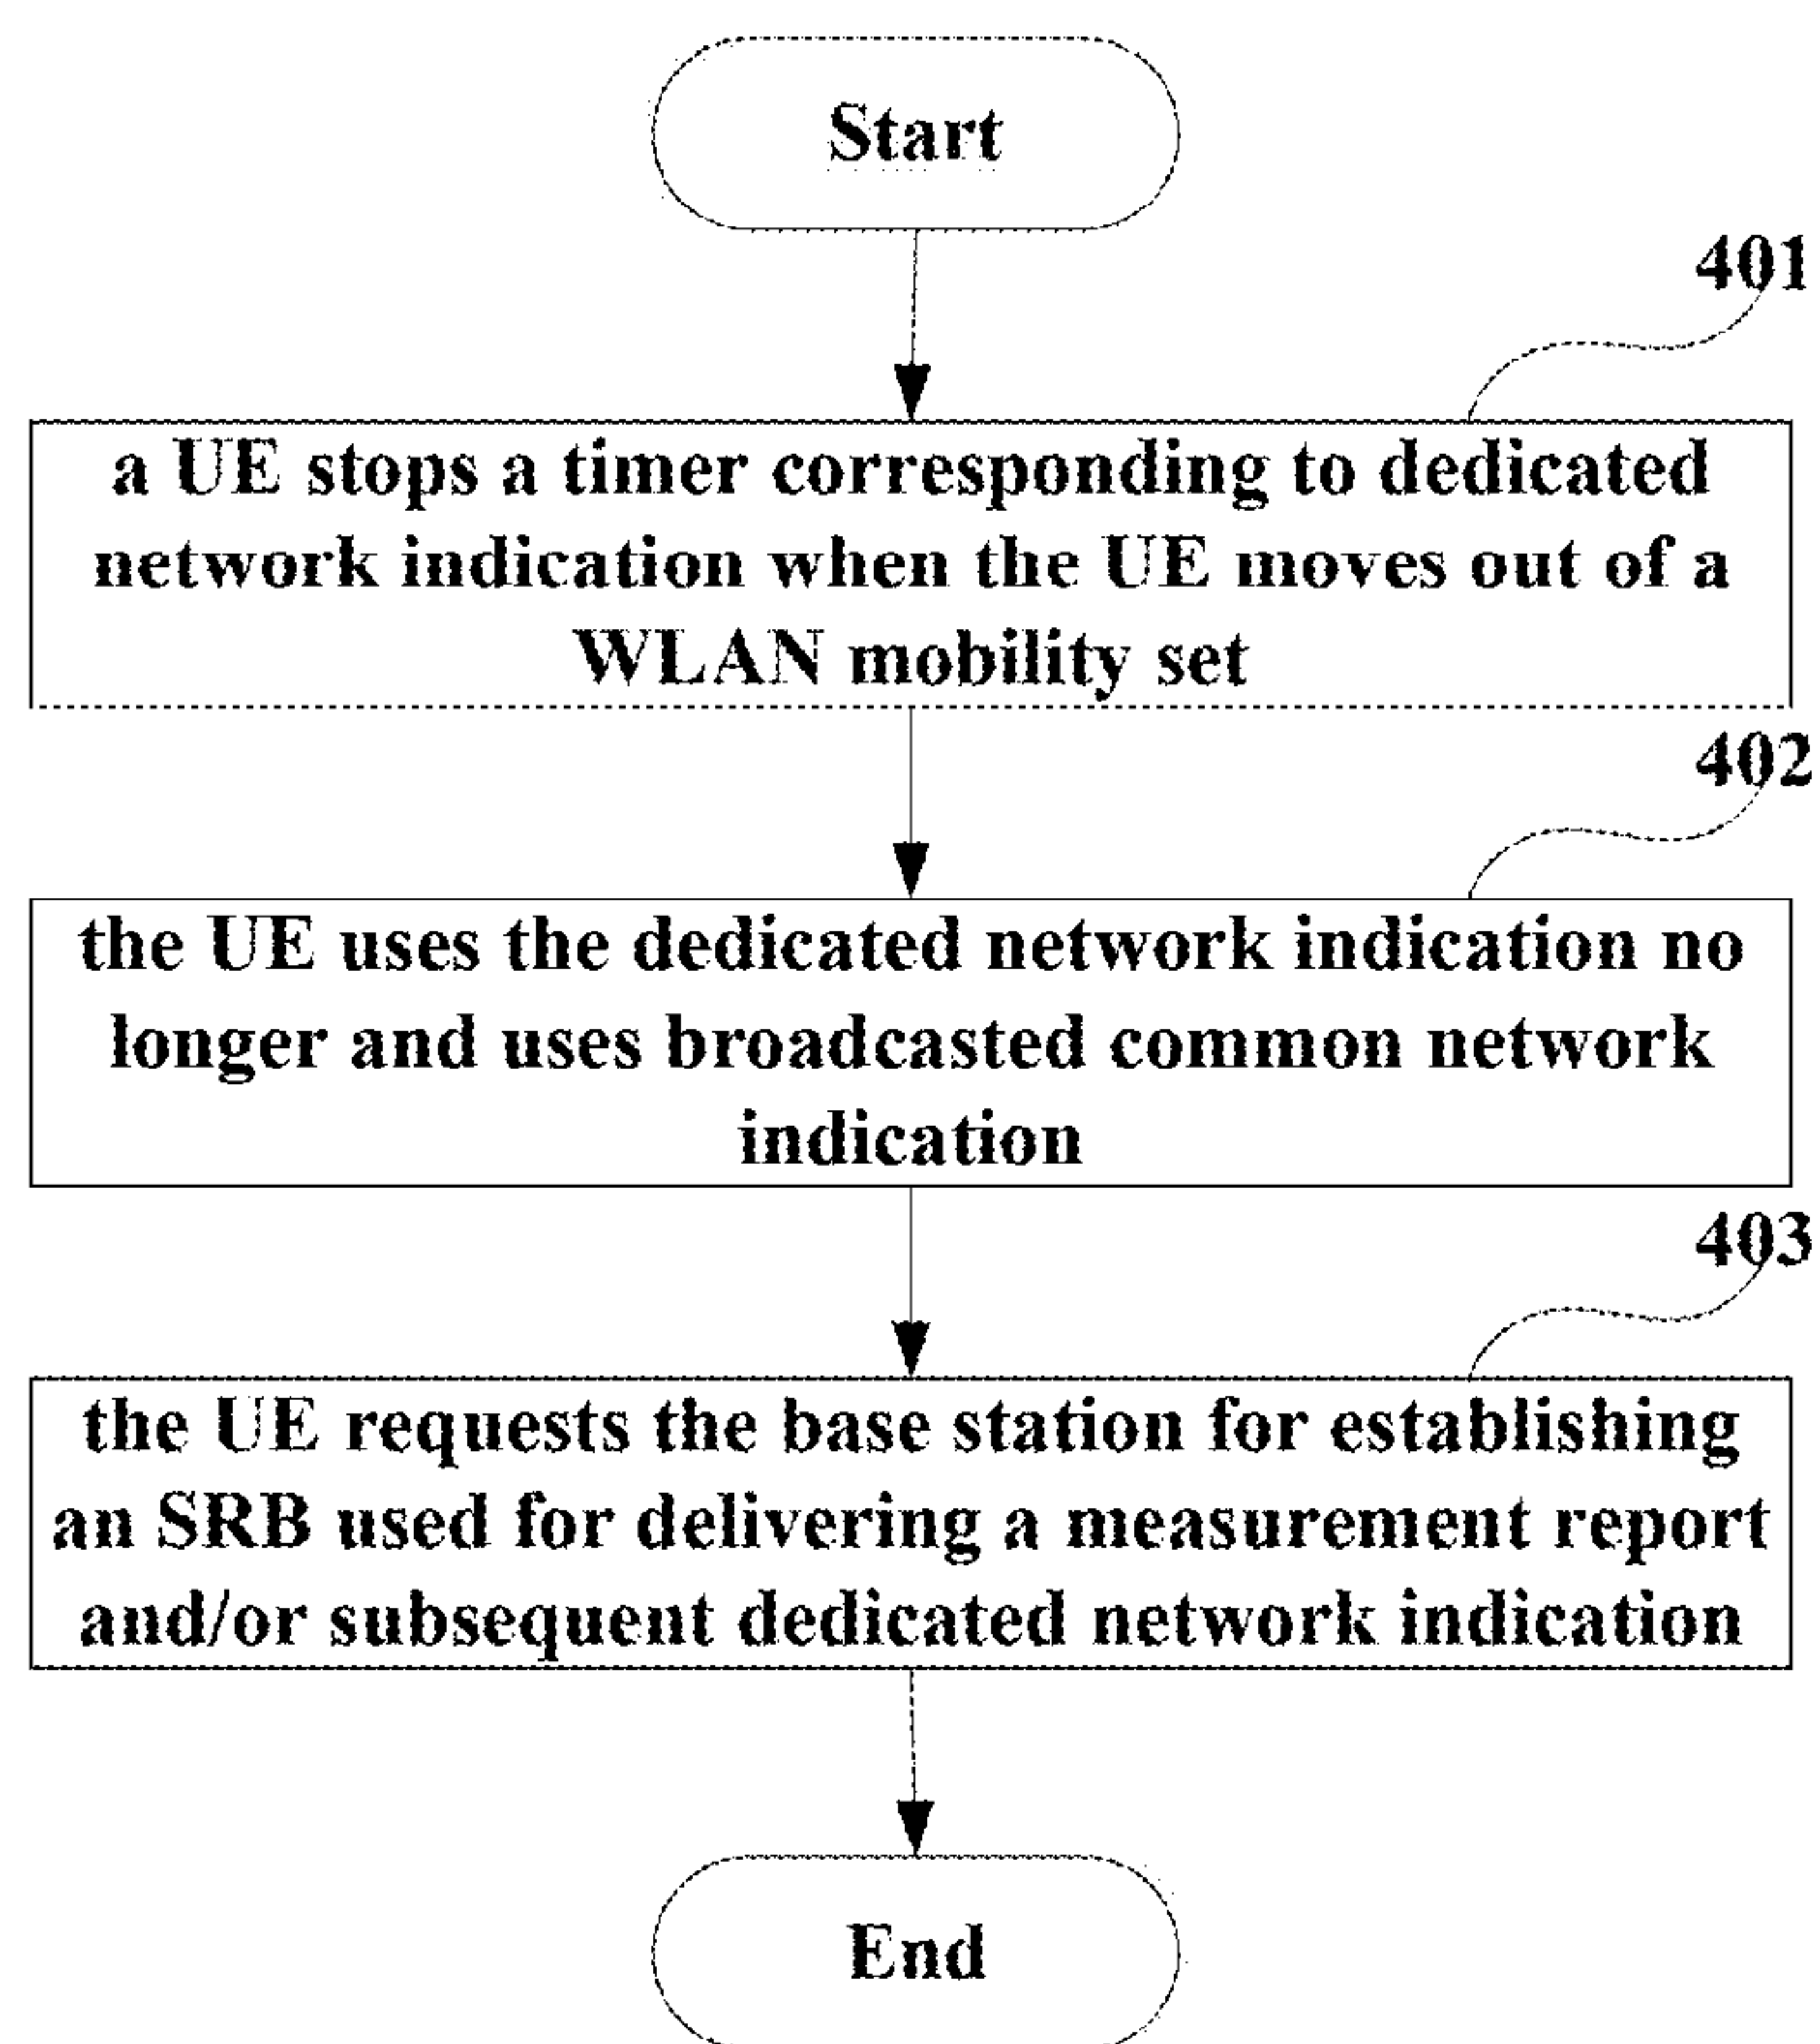 Start
401
a UE stops a timer corresponding to dedicated
network indication when the UE moves out of a
WLAN mobility set
402
the UE uses the dedicated network indication no
longer and uses broadcasted common network
indication
403
the UE requests the base station for establishing
an SRB used for delivering a measurement report
and/or subsequent dedicated network indication
End